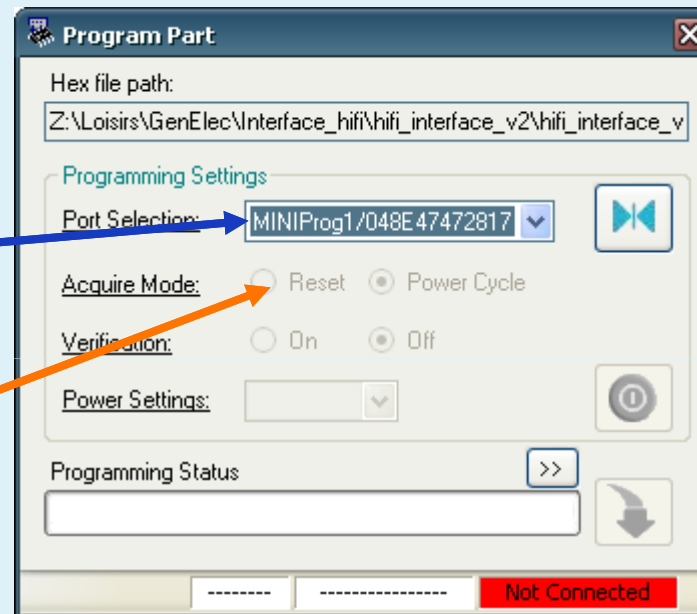 Program Part
Hex file path:
Z:\Loisirs\GenElec\Interface_hifi\hifi_interface_v2\hifi_interface_v
Programming Settings
Port Selection: MINIProg1/048E47472817
Acquire Mode: Reset Power Cycle
Verification: On Off
Power Settings:
Programming Status >>
-------- ---------------- Not Connected